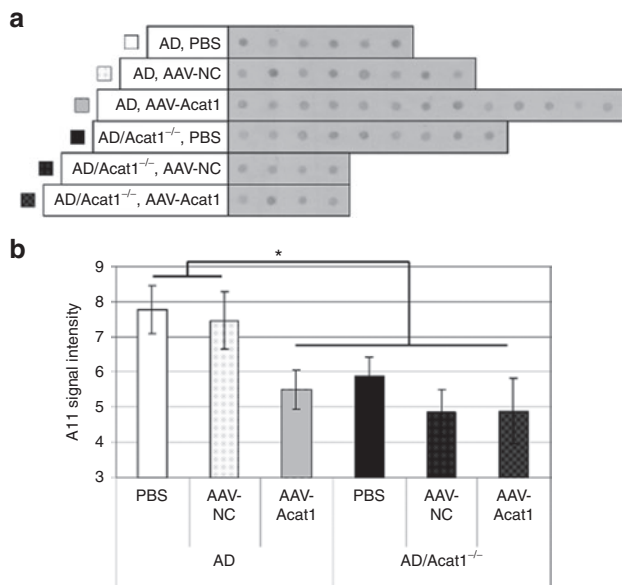 a
AD, PBS
AD, AAV-NC
AD, AAV-Acat1
AD/Acat1⁻/⁻, PBS
AD/Acat1⁻/⁻, AAV-NC
AD/Acat1⁻/⁻, AAV-Acat1
b
*
9
8
7
6
5
4
3
A11 signal intensity
PBS AAV-NC AAV-Acat1 PBS AAV-NC AAV-Acat1
AD AD/Acat1⁻/⁻